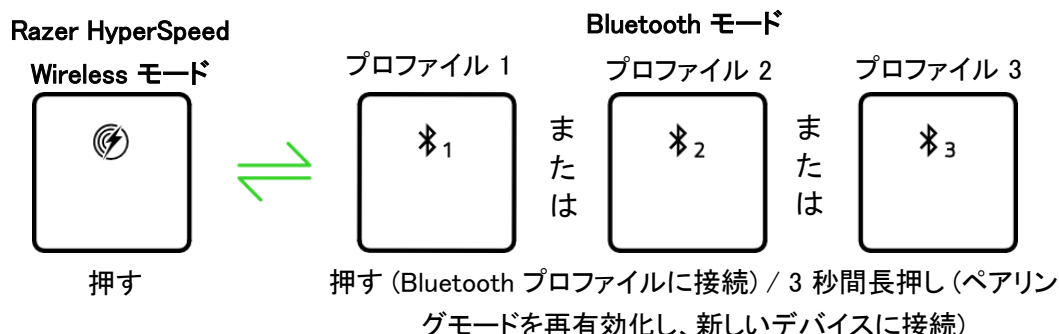 Razer HyperSpeed
Wireless モード
Bluetooth モード
プロファイル 1
プロファイル 2
プロファイル 3
1
または
2
または
3
押す
押す (Bluetooth プロファイルに接続) / 3 秒間長押し (ペアリン
グモードを再有効化し、新しいデバイスに接続)